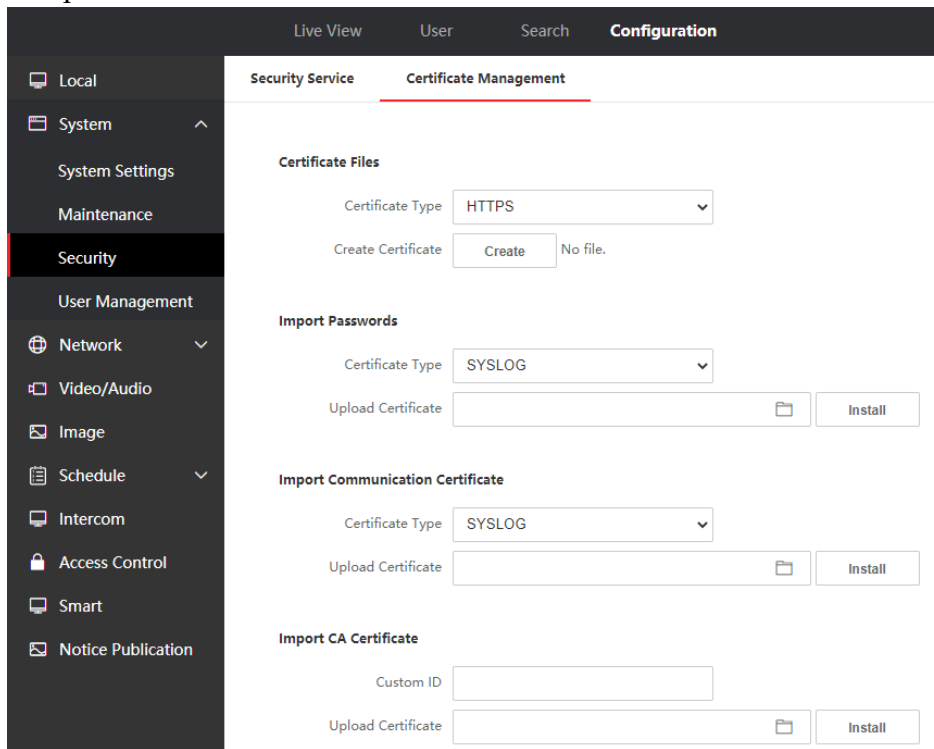 Live View User Search Configuration
Local
System
System Settings
Maintenance
Security
User Management
Network
Video/Audio
Image
Schedule
Intercom
Access Control
Smart
Notice Publication
Security Service Certificate Management
Certificate Files
Certificate Type HTTPS
Create Certificate Create No file.
Import Passwords
Certificate Type SYSLOG
Upload Certificate Install
Import Communication Certificate
Certificate Type SYSLOG
Upload Certificate Install
Import CA Certificate
Custom ID
Upload Certificate Install